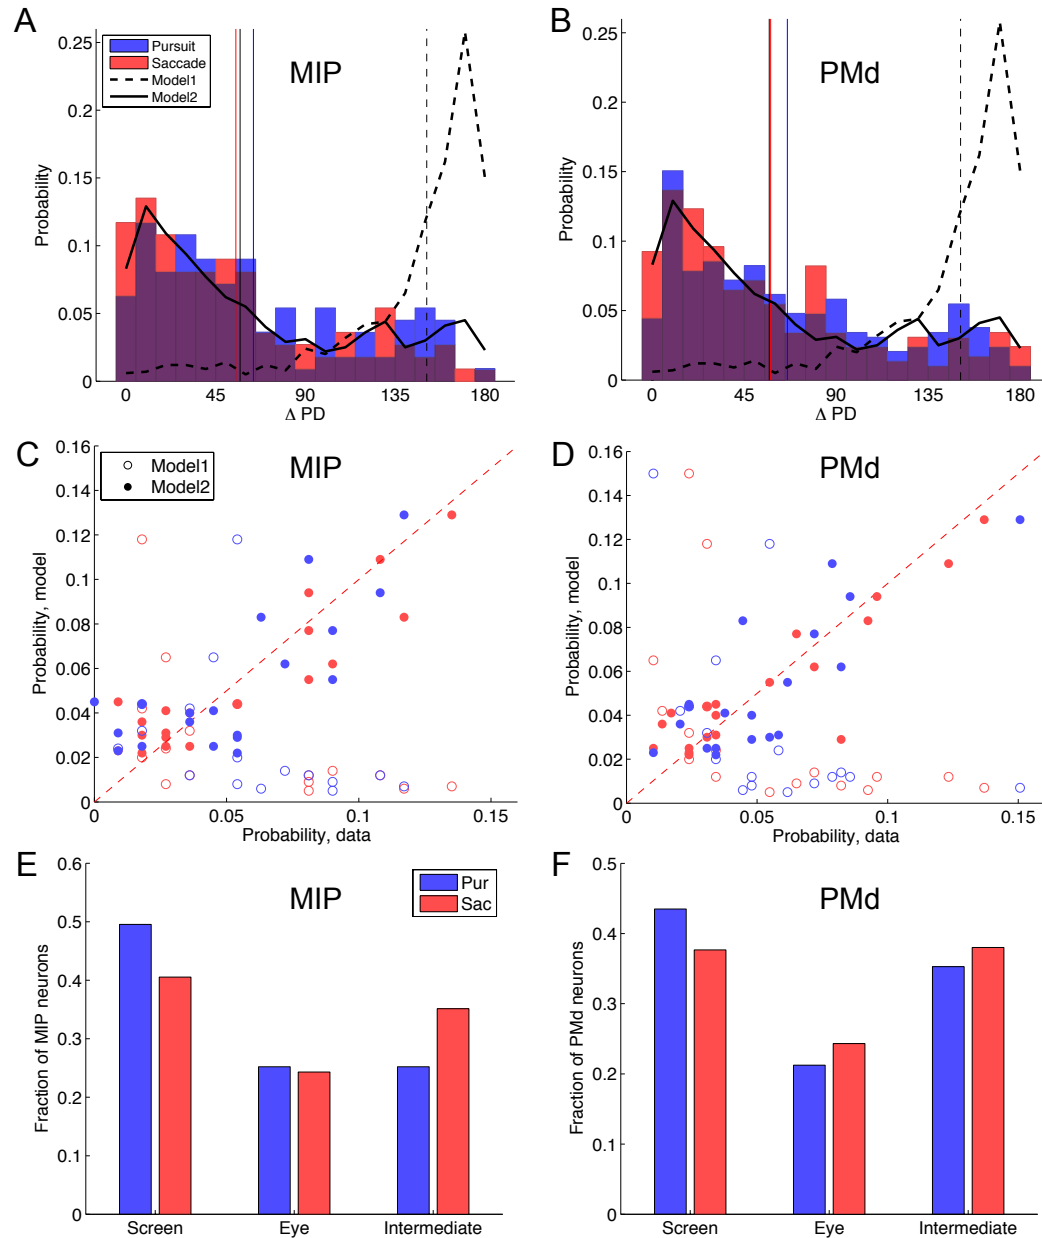 A
MIP
Pursuit
Saccade
Model1
Model2
Probability
0.25
0.2
0.15
0.1
0.05
0
0 45 90 135 180
Δ PD
B
PMd
Probability
0.25
0.2
0.15
0.1
0.05
0
0 45 90 135 180
Δ PD
C
MIP
Model1
Model2
Probability, model
0.16
0.14
0.12
0.1
0.08
0.06
0.04
0.02
0
0 0.05 0.1 0.15
Probability, data
D
PMd
Probability, model
0.16
0.14
0.12
0.1
0.08
0.06
0.04
0.02
0
0 0.05 0.1 0.15
Probability, data
E
MIP
Pur
Sac
Fraction of MIP neurons
0.6
0.5
0.4
0.3
0.2
0.1
0
Screen Eye Intermediate
F
PMd
Fraction of PMd neurons
0.5
0.4
0.3
0.2
0.1
0
Screen Eye Intermediate